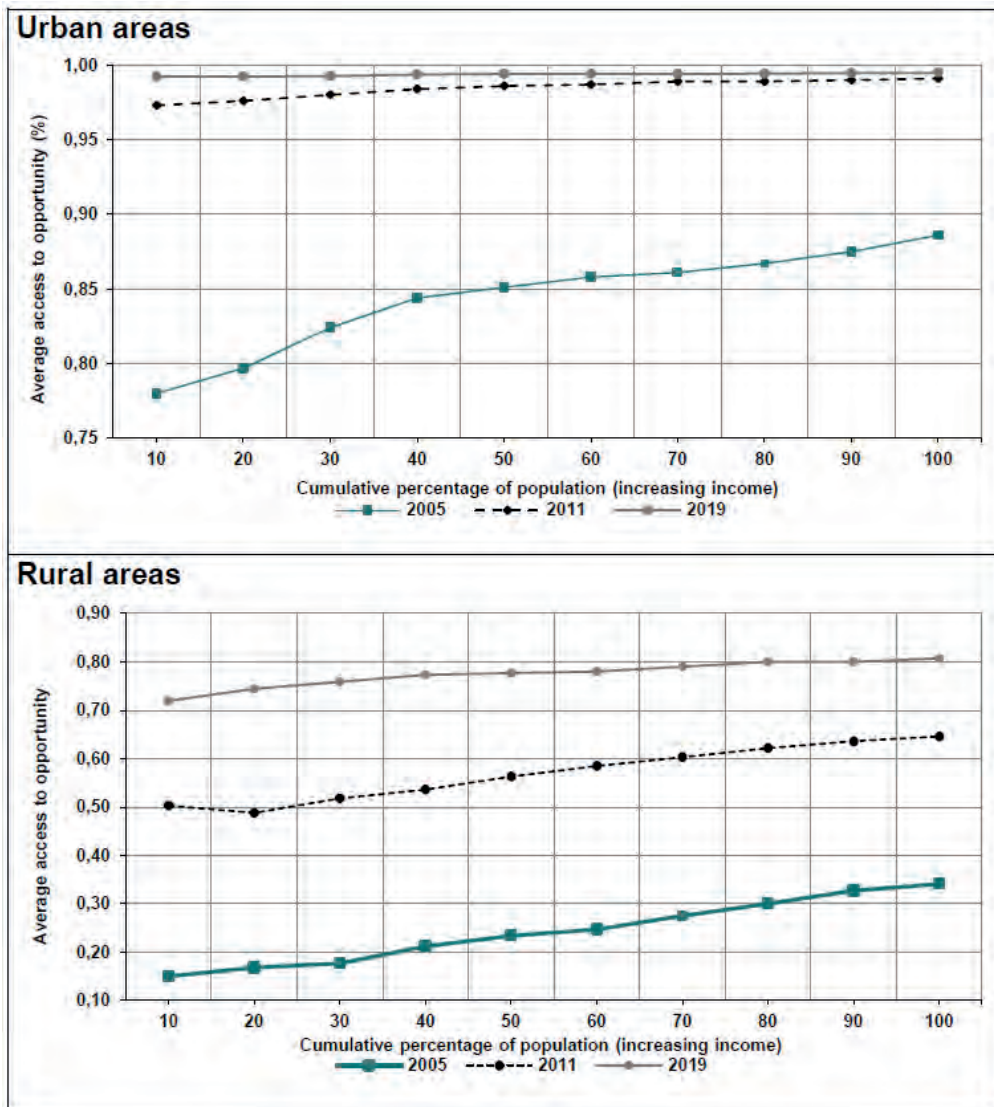 Urban areas
Average access to opportunity (%)
1,00
0,95
0,90
0,85
0,80
0,75
10 20 30 40 50 60 70 80 90 100
Cumulative percentage of population (increasing income)
2005 2011 2019
Rural areas
Average access to opportunity
0,90
0,80
0,70
0,60
0,50
0,40
0,30
0,20
0,10
10 20 30 40 50 60 70 80 90 100
Cumulative percentage of population (increasing income)
2005 2011 2019